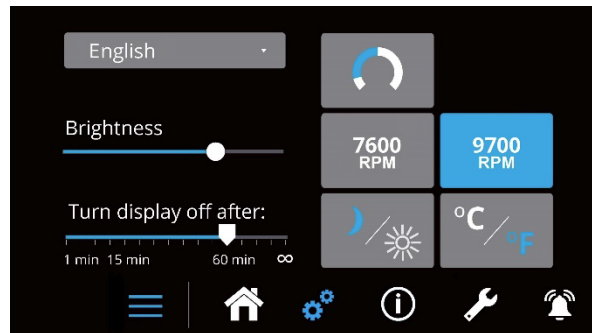 English
Brightness
Turn display off after:
1 min 15 min 60 min ∞
7600
RPM
9700
RPM
°C/°F